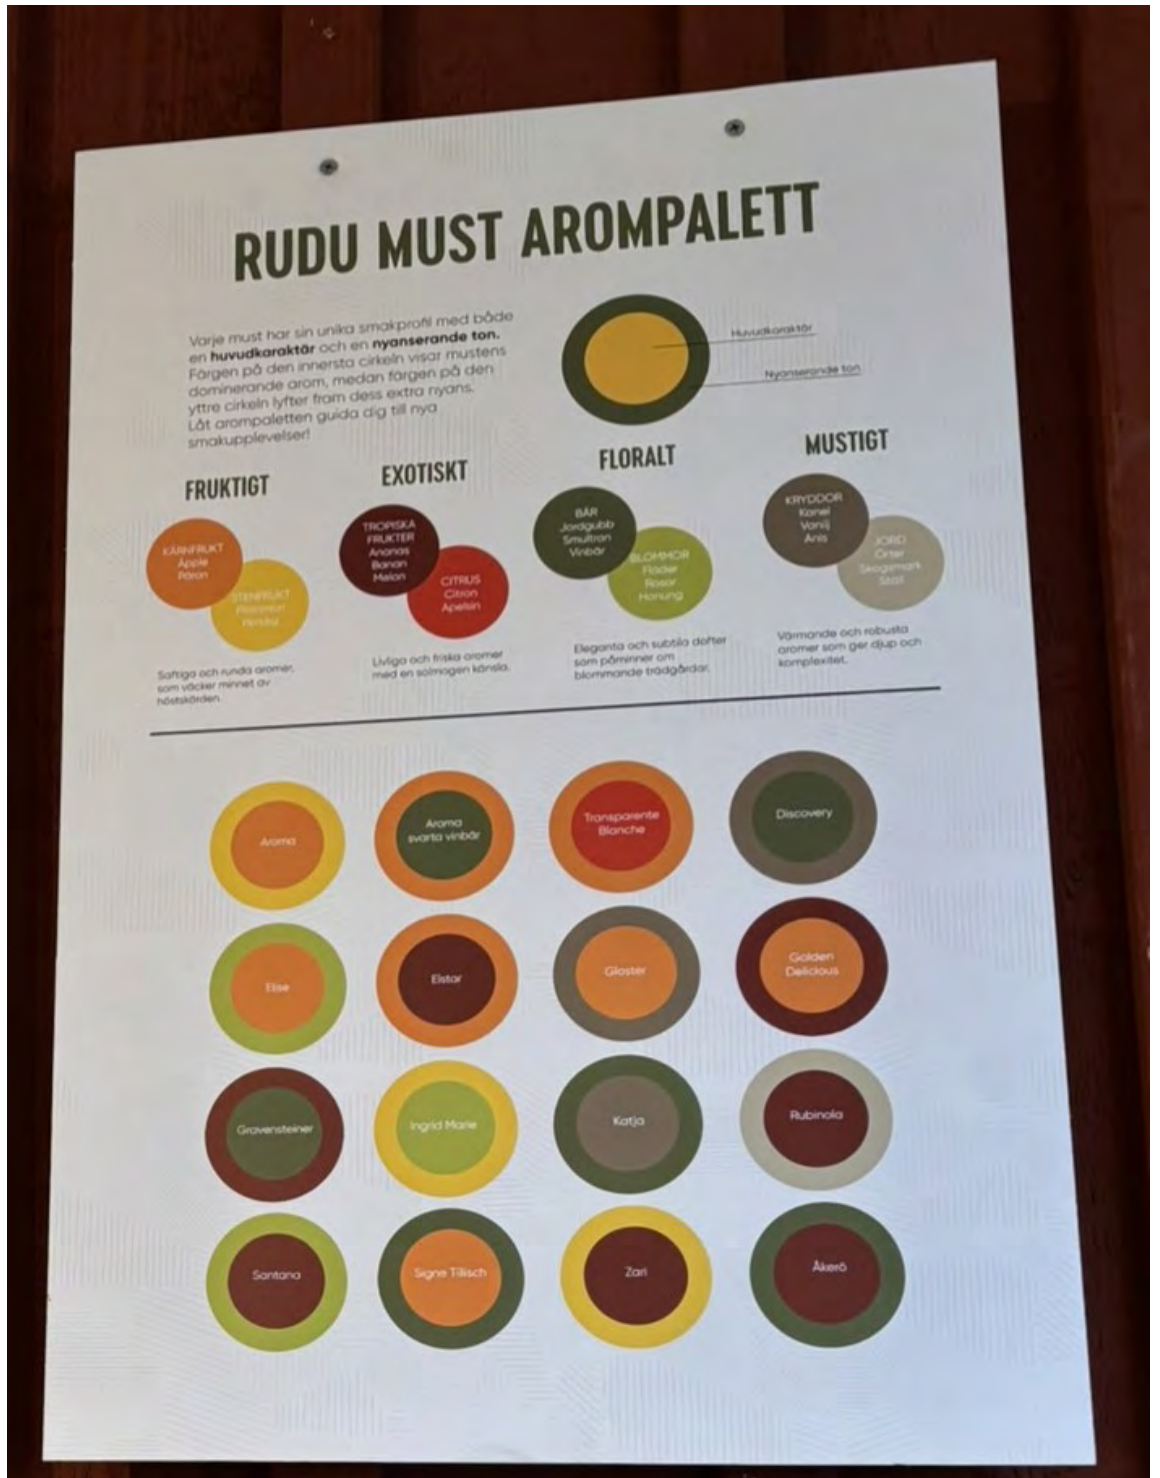 RUDU MUST AROMPALETT
Varje must har sin unika smakprofil med både
en huvudkaraktär och en nyanserande ton.
Färgen på den innersta cirkeln visar mustens
dominerande arom, medan färgen på den
yttre cirkeln lyfter fram dess extra nyans.
Låt arompaletten guida dig till nya
smakupplevelser!
Huvudkaraktär
Nyanserande ton
FRUKTIGT
KÄRNFRUKT
Äpple
Päron
STENFRUKT
Plommon
Persika
Saftiga och runda aromer,
som väcker minnet av
höstskörden.
EXOTISKT
TROPISKA
FRUKTER
Ananas
Banan
Melon
CITRUS
Citron
Apelsin
Livliga och friska aromer
med en solmogen känsla.
FLORALT
BÄR
Jordgubb
Smultron
Vinbär
BLOMMOR
Fläder
Rosor
Honung
Eleganta och subtila dofter
som påminner om
blommande trädgårdar.
MUSTIGT
KRYDDOR
Kanel
Vanilj
Anis
JORD
Örter
Skogsmark
Stall
Värmande och robusta
aromer som ger djup och
komplexitet.
Aroma
Aroma
svarta vinbär
Transparente
Blanche
Discovery
Elise
Elstar
Gloster
Golden
Delicious
Gravensteiner
Ingrid Marie
Katja
Rubinola
Santana
Signe Tillisch
Zari
Åkerö